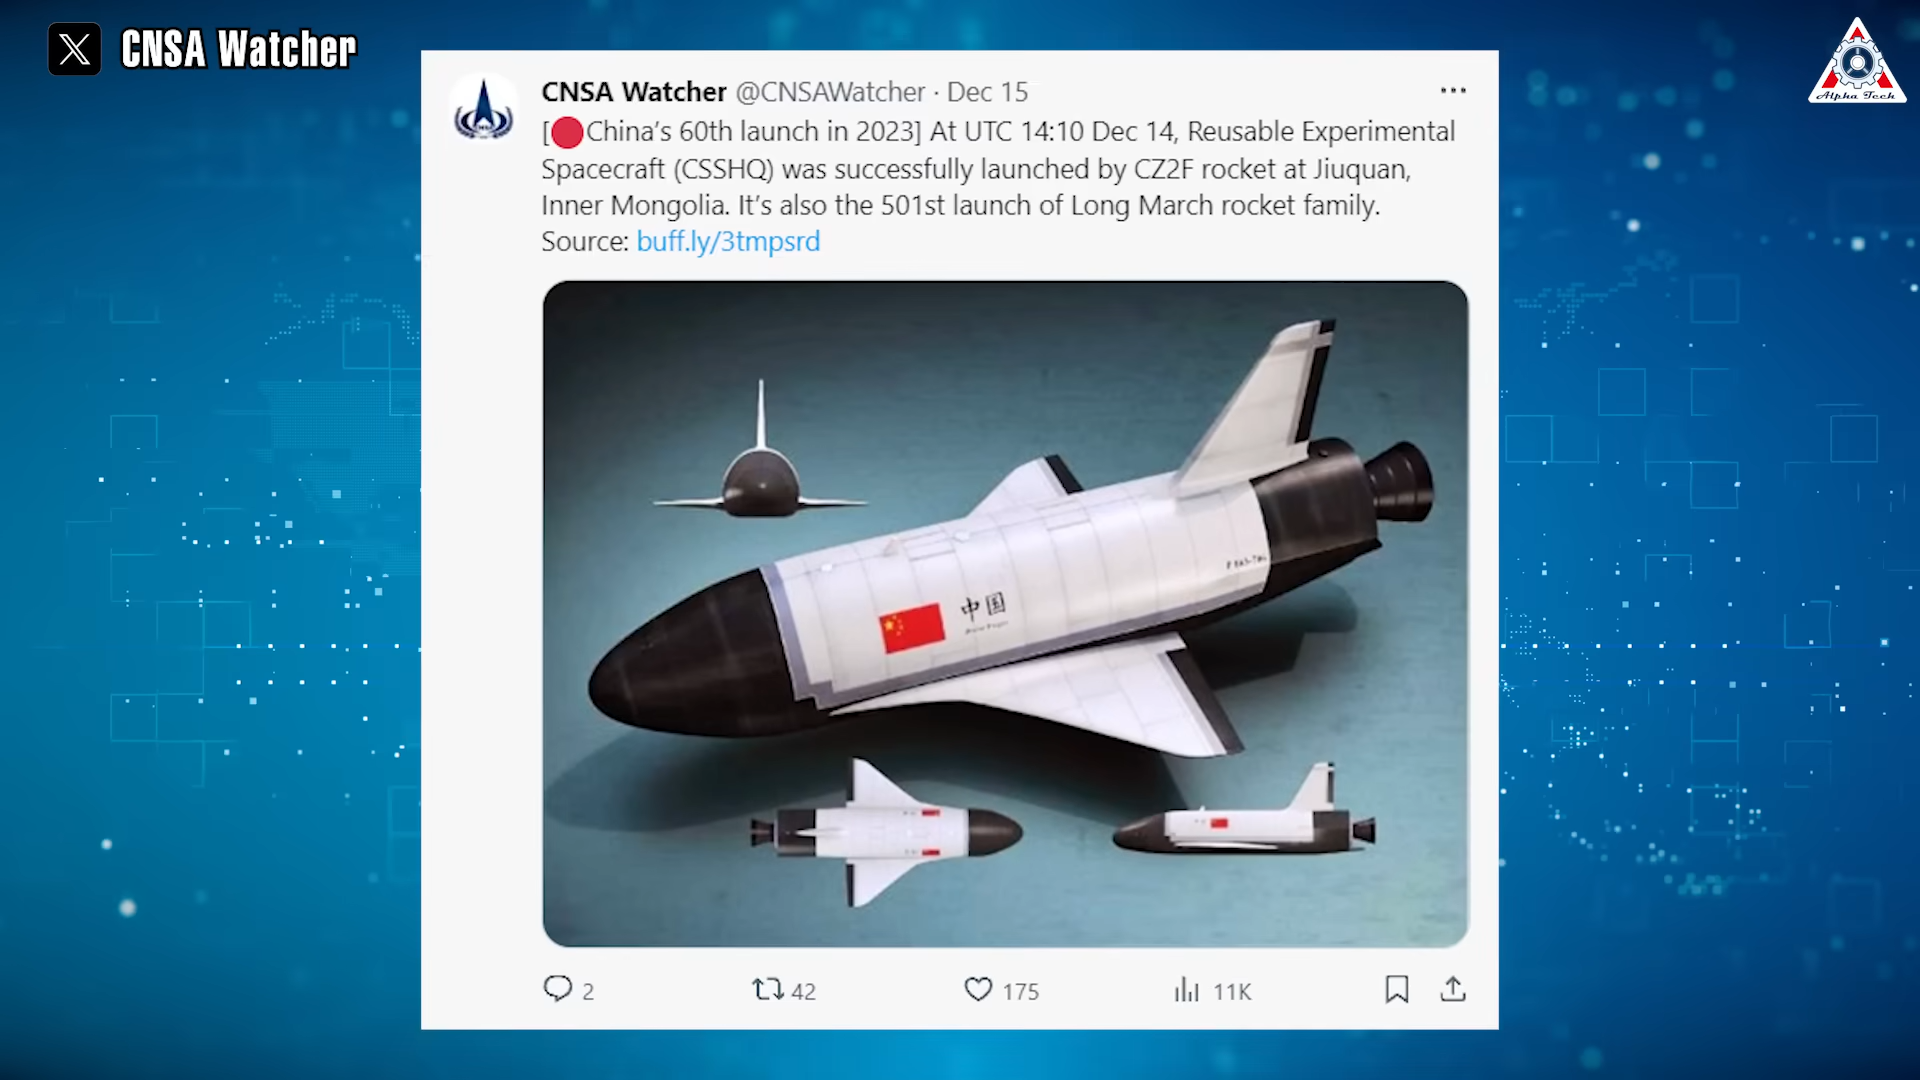 CNSA Watcher
Alpha Tech
CNSA Watcher @CNSAWatcher · Dec 15
[🔴China’s 60th launch in 2023] At UTC 14:10 Dec 14, Reusable Experimental
Spacecraft (CSSHQ) was successfully launched by CZ2F rocket at Jiuquan,
Inner Mongolia. It’s also the 501st launch of Long March rocket family.
Source: buff.ly/3tmpsrd
中国
2
42
175
11K